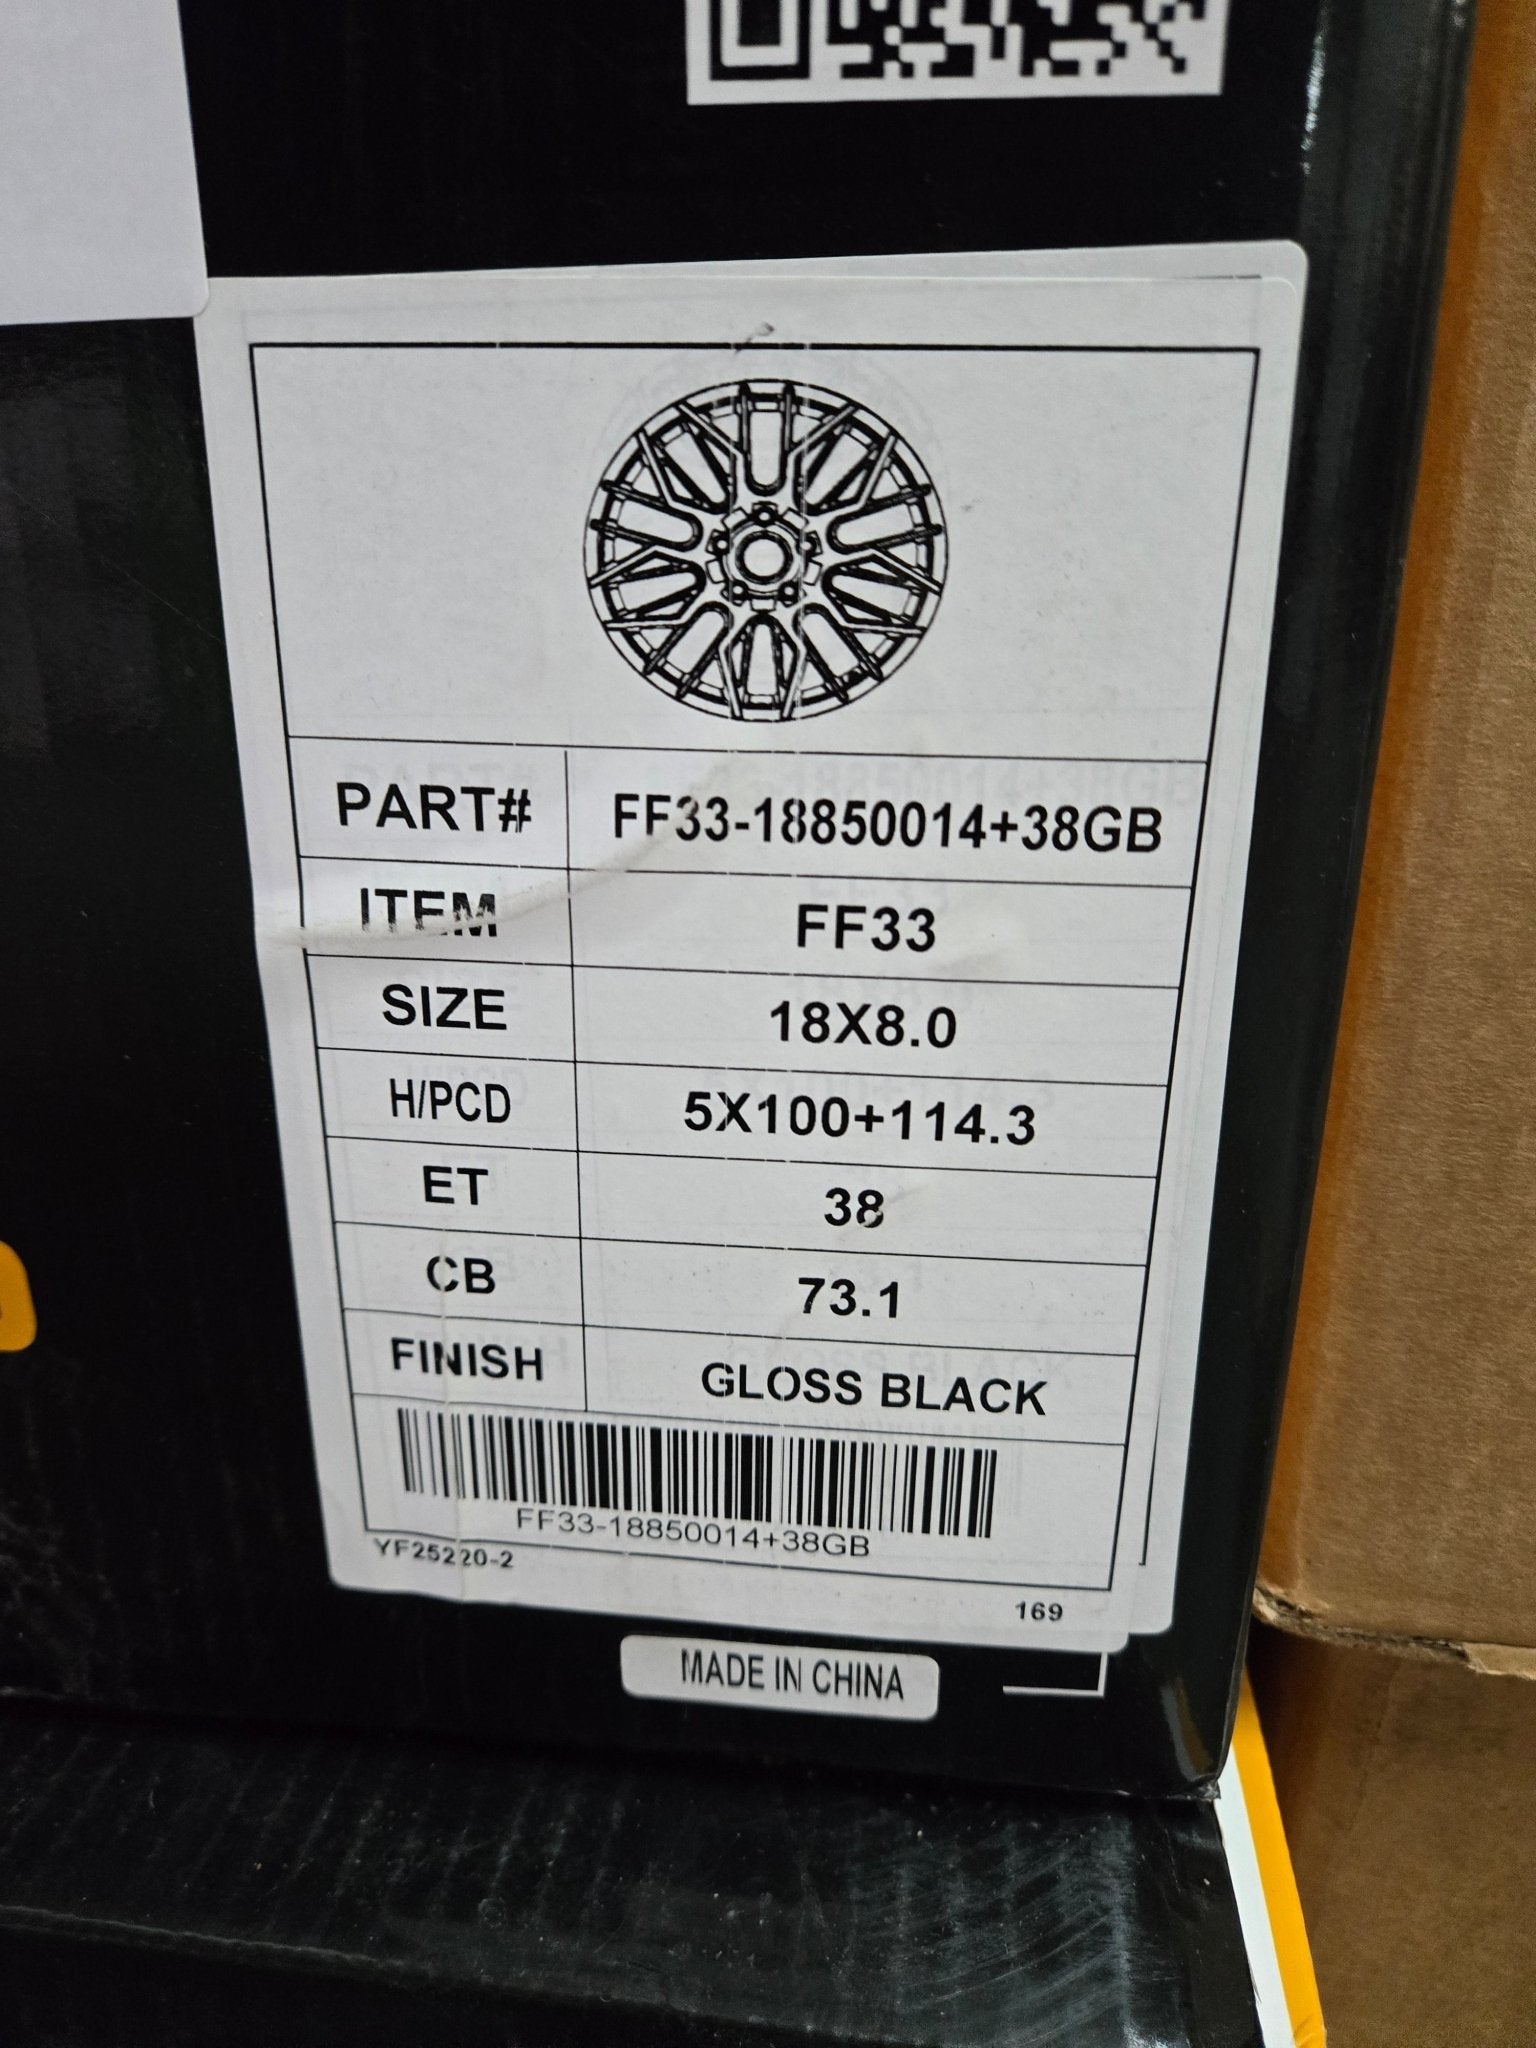 PART# FF33-18850014+38GB
ITEM FF33
SIZE 18X8.0
H/PCD 5X100+114.3
ET 38
CB 73.1
FINISH GLOSS BLACK
FF33-18850014+38GB
YF25220-2
169
MADE IN CHINA